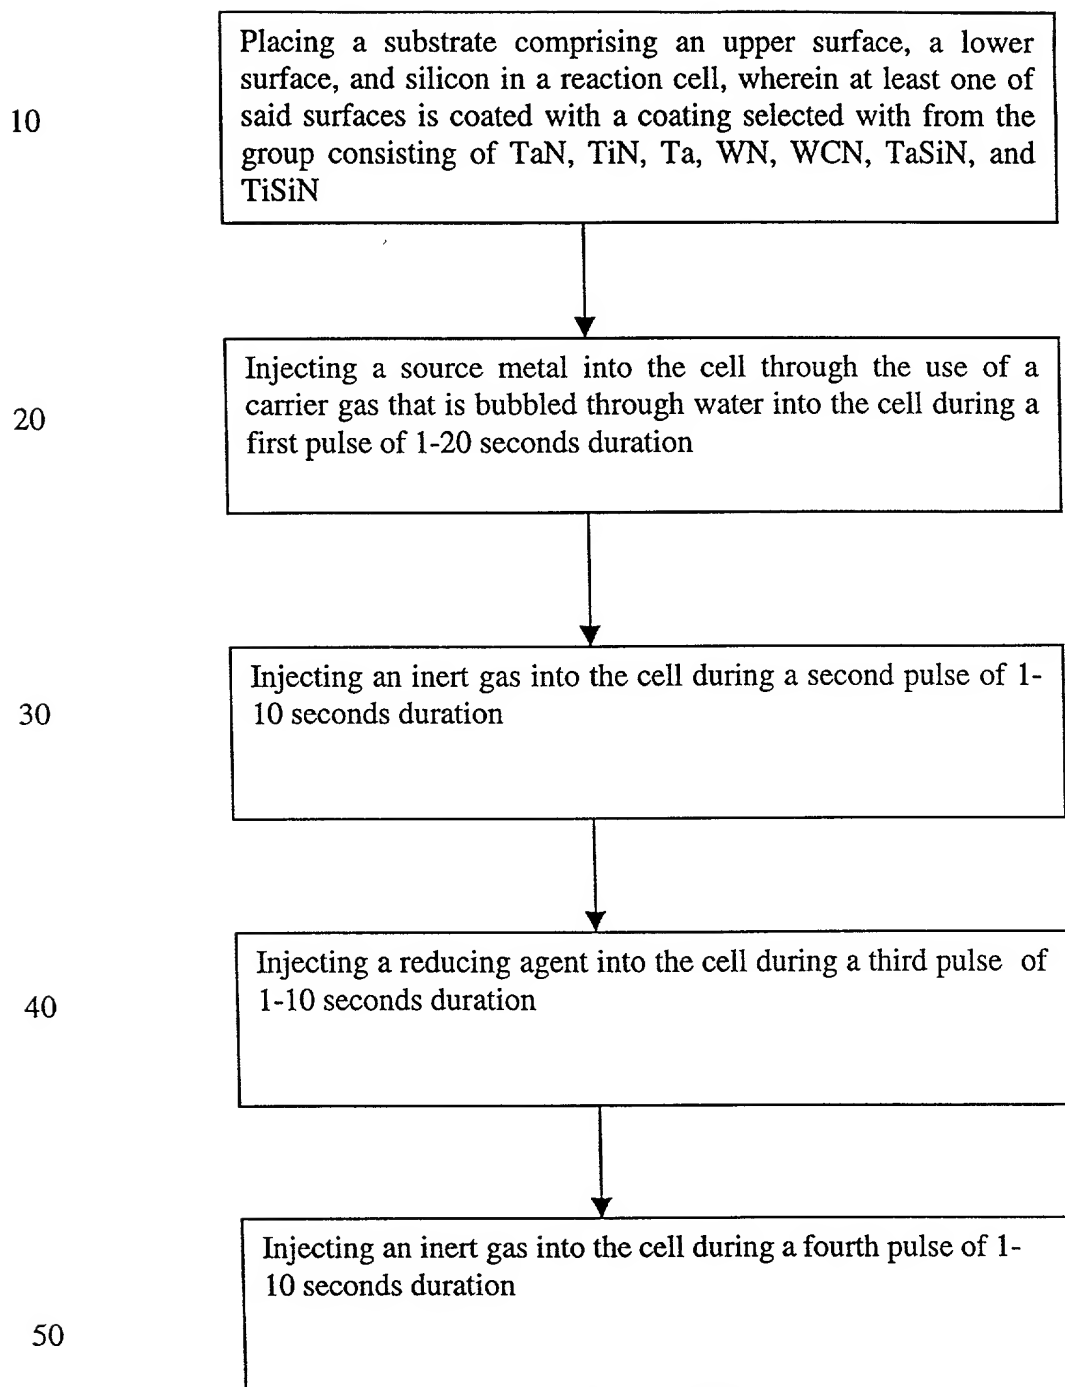 Placing a substrate comprising an upper surface, a lower
surface, and silicon in a reaction cell, wherein at least one of
10
said surfaces is coated with a coating selected with from the
group consisting of TaN, TiN, Ta, WN, WCN, TaSiN, and
TiSiN
Injecting a source metal into the cell through the use of a
20
carrier gas that is bubbled through water into the cell during a
first pulse of 1-20 seconds duration
Injecting an inert gas into the cell during a second pulse of 1-
30
10 seconds duration
Injecting a reducing agent into the cell during a third pulse of
40
1-10 seconds duration
Injecting an inert gas into the cell during a fourth pulse of 1-
10 seconds duration
50